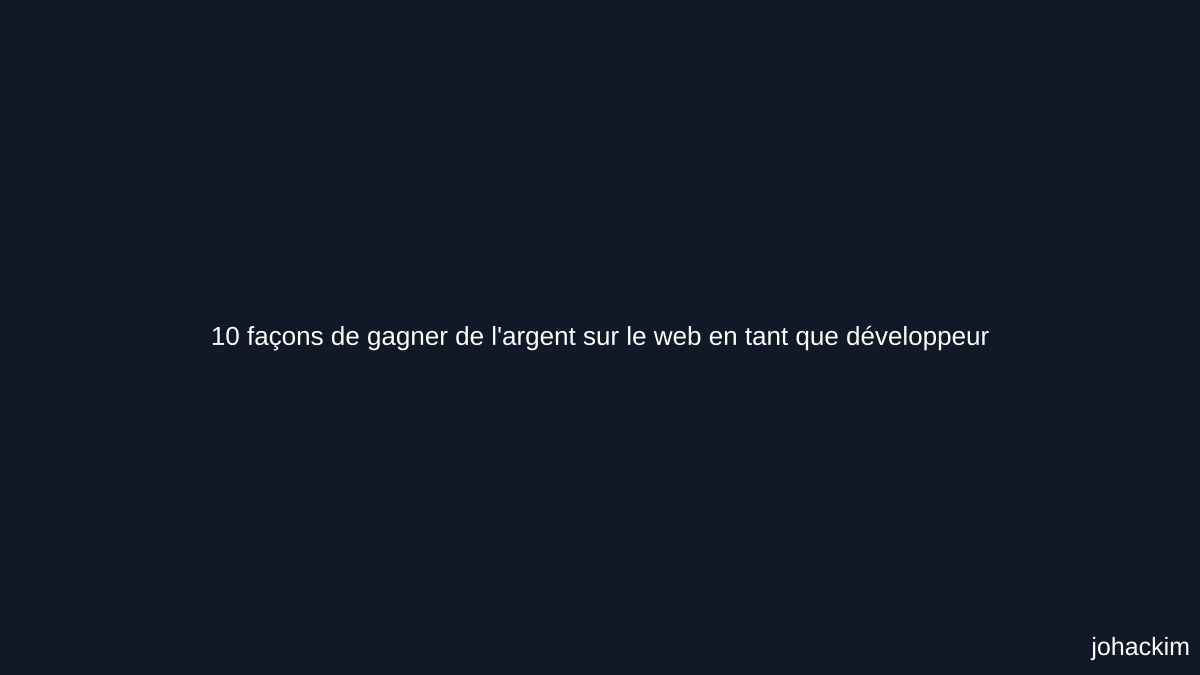 10 façons de gagner de l'argent sur le web en tant que développeur
johackim